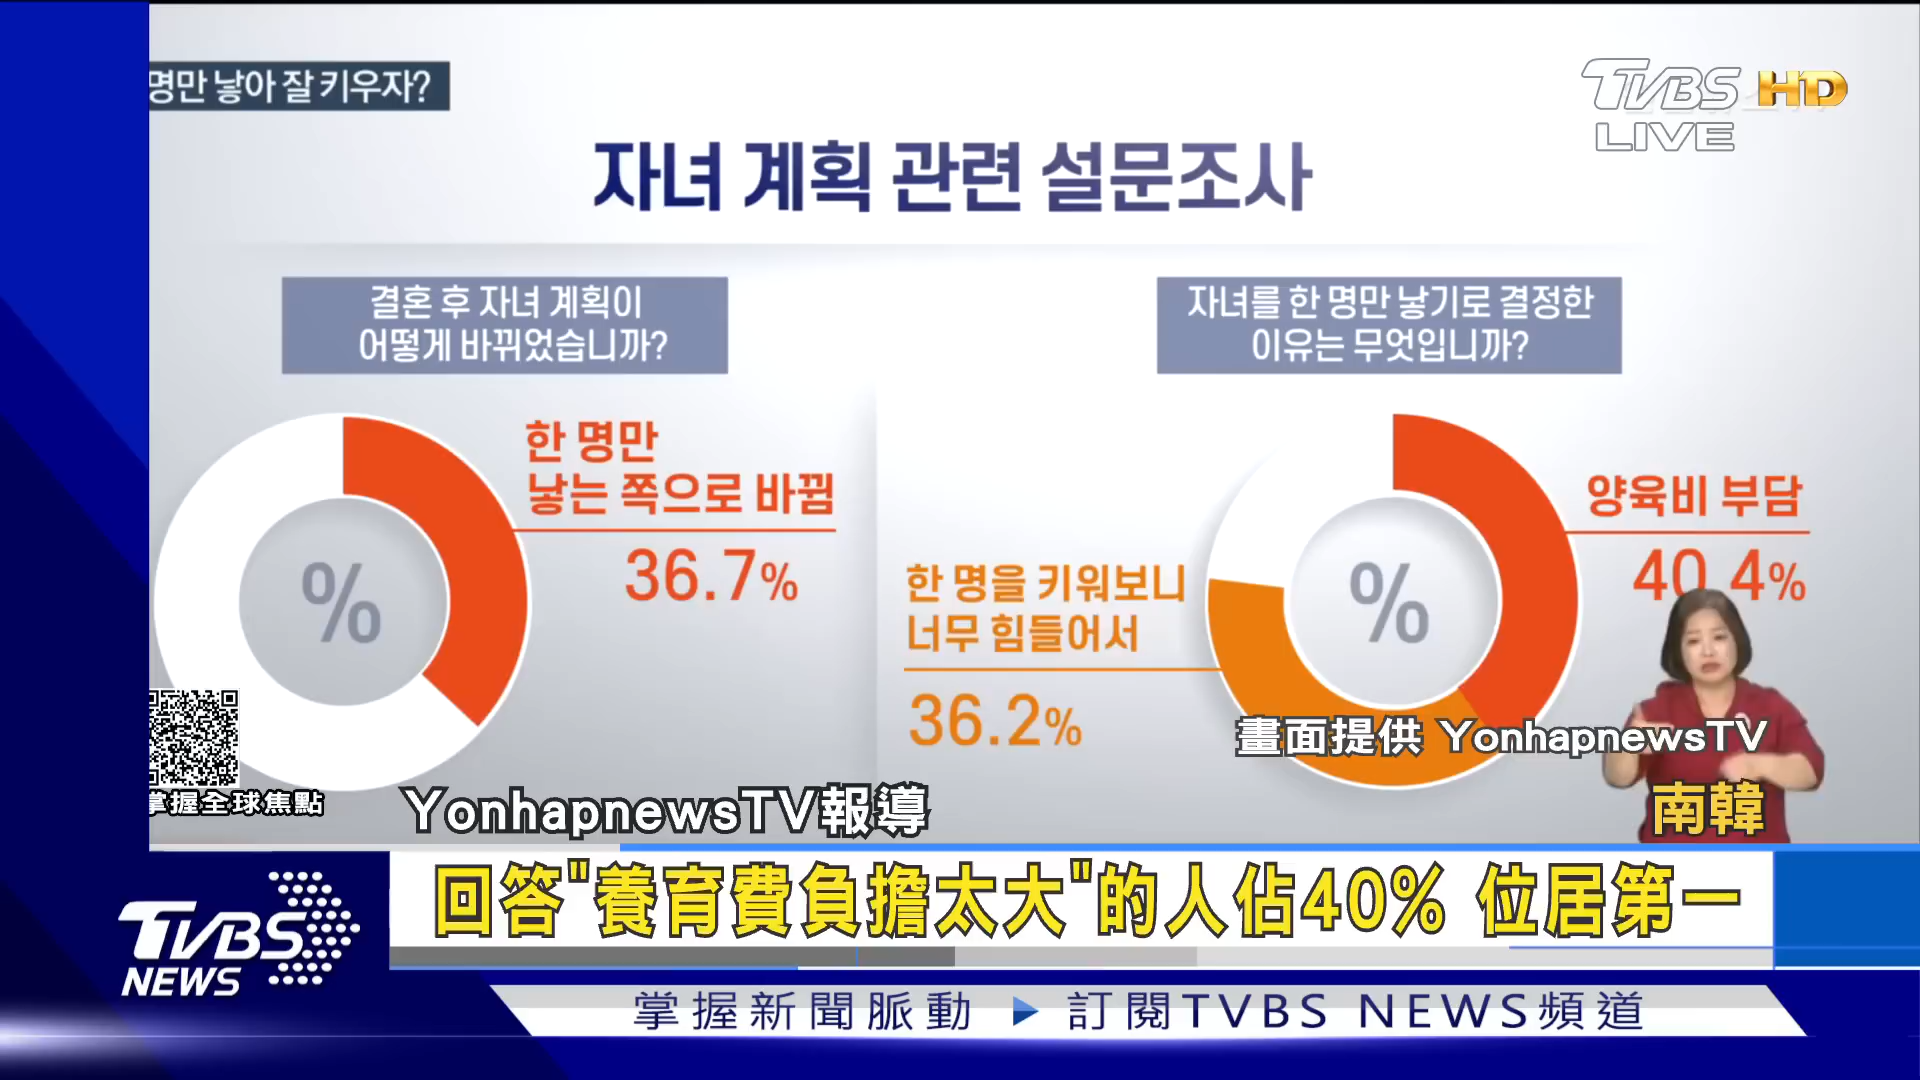 명만 낳아 잘 키우자?
TVBS HD
LIVE
자녀 계획 관련 설문조사
결혼 후 자녀 계획이
어떻게 바뀌었습니까?
자녀를 한 명만 낳기로 결정한
이유는 무엇입니까?
한 명만
낳는 쪽으로 바뀜
36.7%
%
한 명을 키워보니
너무 힘들어서
36.2%
%
양육비 부담
40.4%
畫面提供 YonhapnewsTV
掌握全球焦點
YonhapnewsTV報導
南韓
回答"養育費負擔太大"的人佔40% 位居第一
TVBS
NEWS
掌握新聞脈動 ▶ 訂閱TVBS NEWS頻道